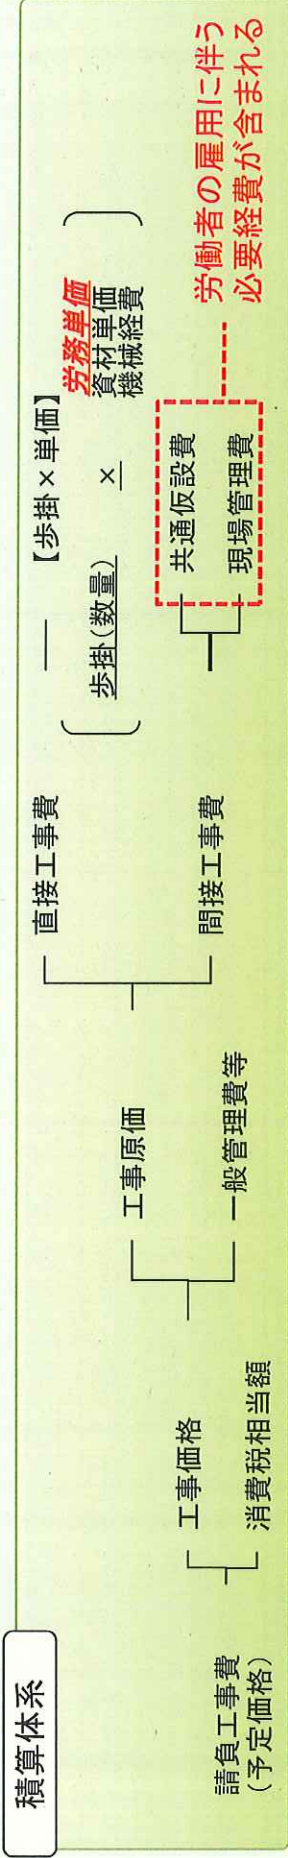 積算体系
請負工事費
（予定価格）
工事価格
消費税相当額
工事原価
一般管理費等
直接工事費
間接工事費
【歩掛×単価】
歩掛（数量）
×
労務単価
資材単価
機械経費
共通仮設費
現場管理費
労働者の雇用に伴う
必要経費が含まれる